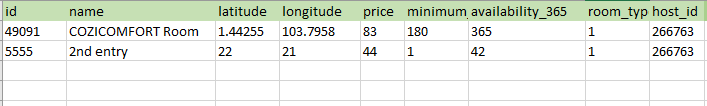 id name latitude longitude price minimum_ availability_365 room_typ host_id
49091 COZICOMFORT Room 1.44255 103.7958 83 180 365 1 266763
5555 2nd entry 22 21 44 1 42 1 266763